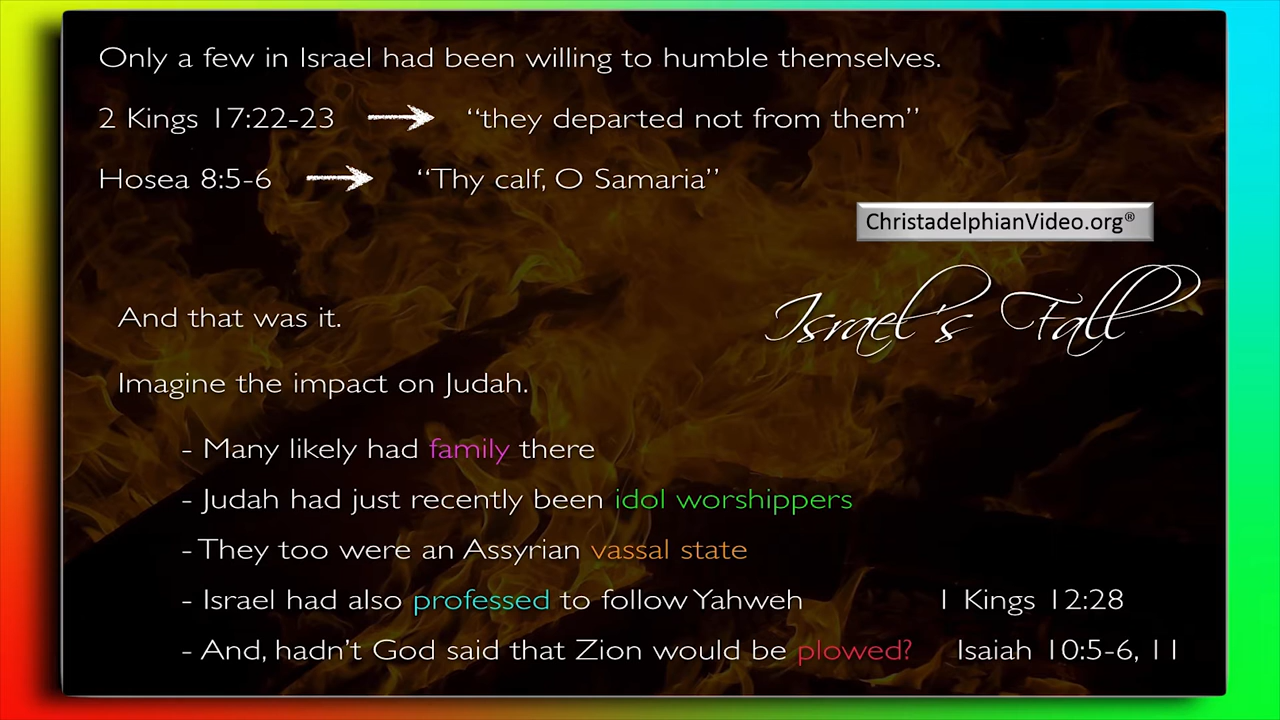 Only a few in Israel had been willing to humble themselves.
2 Kings 17:22-23 “they departed not from them”
Hosea 8:5-6 “Thy calf, O Samaria”
ChristadelphianVideo.org®
Israel's Fall
And that was it.
Imagine the impact on Judah.
- Many likely had family there
- Judah had just recently been idol worshippers
- They too were an Assyrian vassal state
- Israel had also professed to follow Yahweh 1 Kings 12:28
- And, hadn’t God said that Zion would be plowed? Isaiah 10:5-6, 11